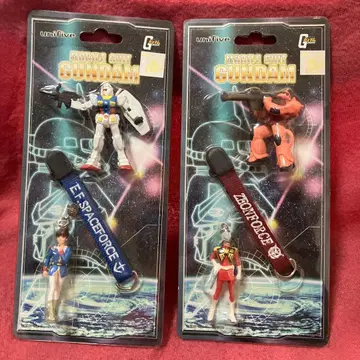 unifive
MOBILE SUIT
GUNDAM
E.F.SPACEFORCE
unifive
MOBILE SUIT
GUNDAM
ZEONFORCE